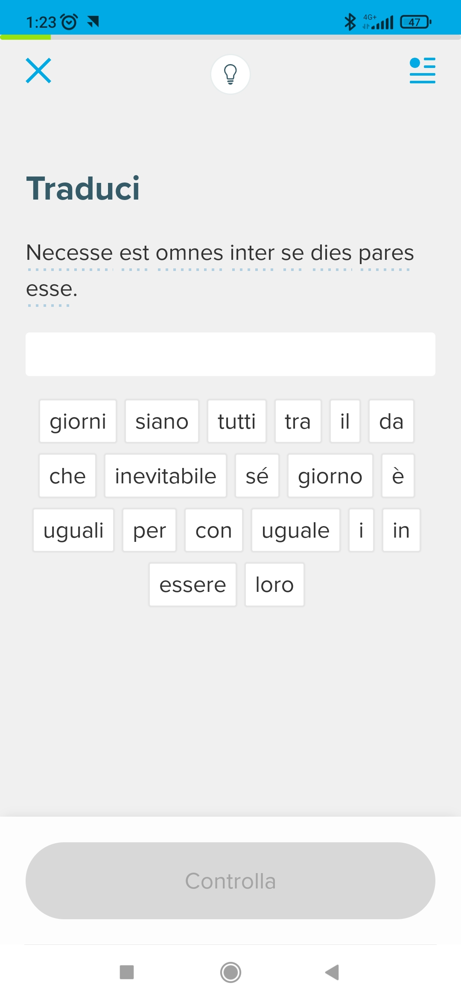 1:23 4G+ 47
Traduci
Necesse est omnes inter se dies pares
esse.
giorni siano tutti tra il da
che inevitabile sé giorno è
uguali per con uguale i in
essere loro
Controlla